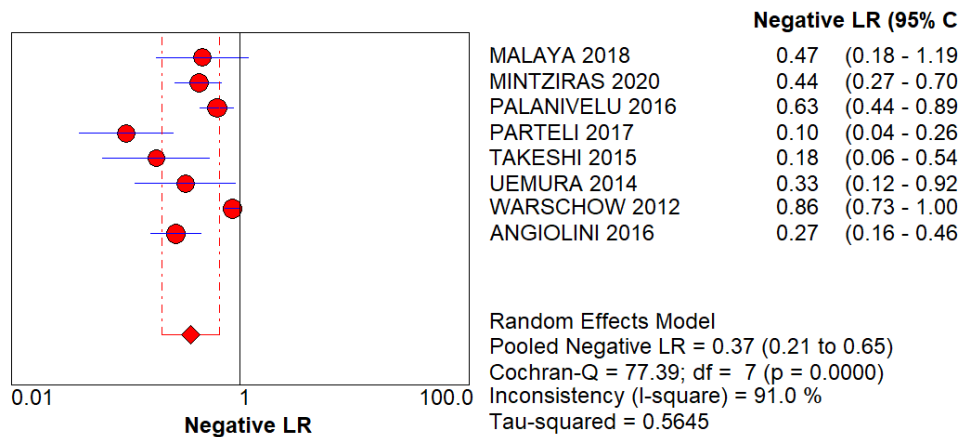 Negative LR (95% C
MALAYA 2018 0.47 (0.18 - 1.19
MINTZIRAS 2020 0.44 (0.27 - 0.70
PALANIVELU 2016 0.63 (0.44 - 0.89
PARTELI 2017 0.10 (0.04 - 0.26
TAKESHI 2015 0.18 (0.06 - 0.54
UEMURA 2014 0.33 (0.12 - 0.92
WARSCHOW 2012 0.86 (0.73 - 1.00
ANGIOLINI 2016 0.27 (0.16 - 0.46
Random Effects Model
Pooled Negative LR = 0.37 (0.21 to 0.65)
Cochran-Q = 77.39; df = 7 (p = 0.0000)
Inconsistency (I-square) = 91.0 %
Tau-squared = 0.5645
0.01 1 100.0
Negative LR